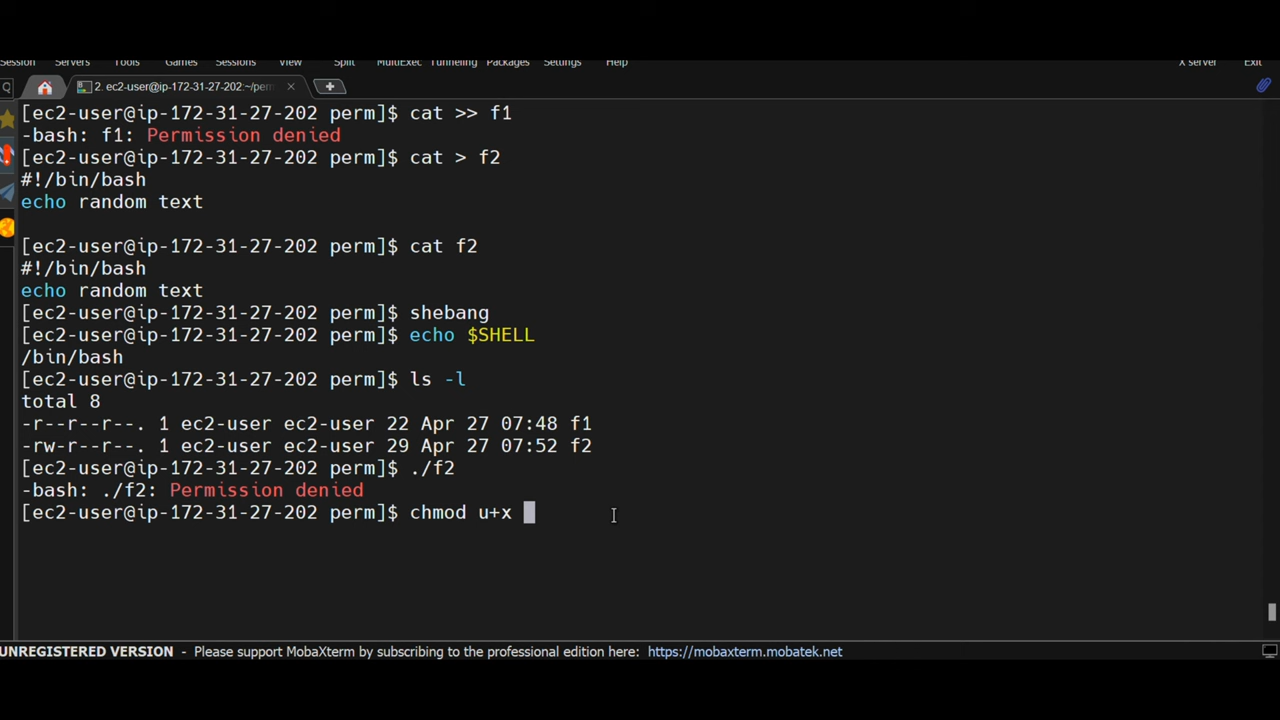 Session Servers Tools Games Sessions View Split MultiExec Tunneling Packages Settings Help X server Exit
2. ec2-user@ip-172-31-27-202:~/perm
[ec2-user@ip-172-31-27-202 perm]$ cat >> f1
-bash: f1: Permission denied
[ec2-user@ip-172-31-27-202 perm]$ cat > f2
#!/bin/bash
echo random text
[ec2-user@ip-172-31-27-202 perm]$ cat f2
#!/bin/bash
echo random text
[ec2-user@ip-172-31-27-202 perm]$ shebang
[ec2-user@ip-172-31-27-202 perm]$ echo $SHELL
/bin/bash
[ec2-user@ip-172-31-27-202 perm]$ ls -l
total 8
-r--r--r--. 1 ec2-user ec2-user 22 Apr 27 07:48 f1
-rw-r--r--. 1 ec2-user ec2-user 29 Apr 27 07:52 f2
[ec2-user@ip-172-31-27-202 perm]$ ./f2
-bash: ./f2: Permission denied
[ec2-user@ip-172-31-27-202 perm]$ chmod u+x
UNREGISTERED VERSION - Please support MobaXterm by subscribing to the professional edition here: https://mobaxterm.mobatek.net